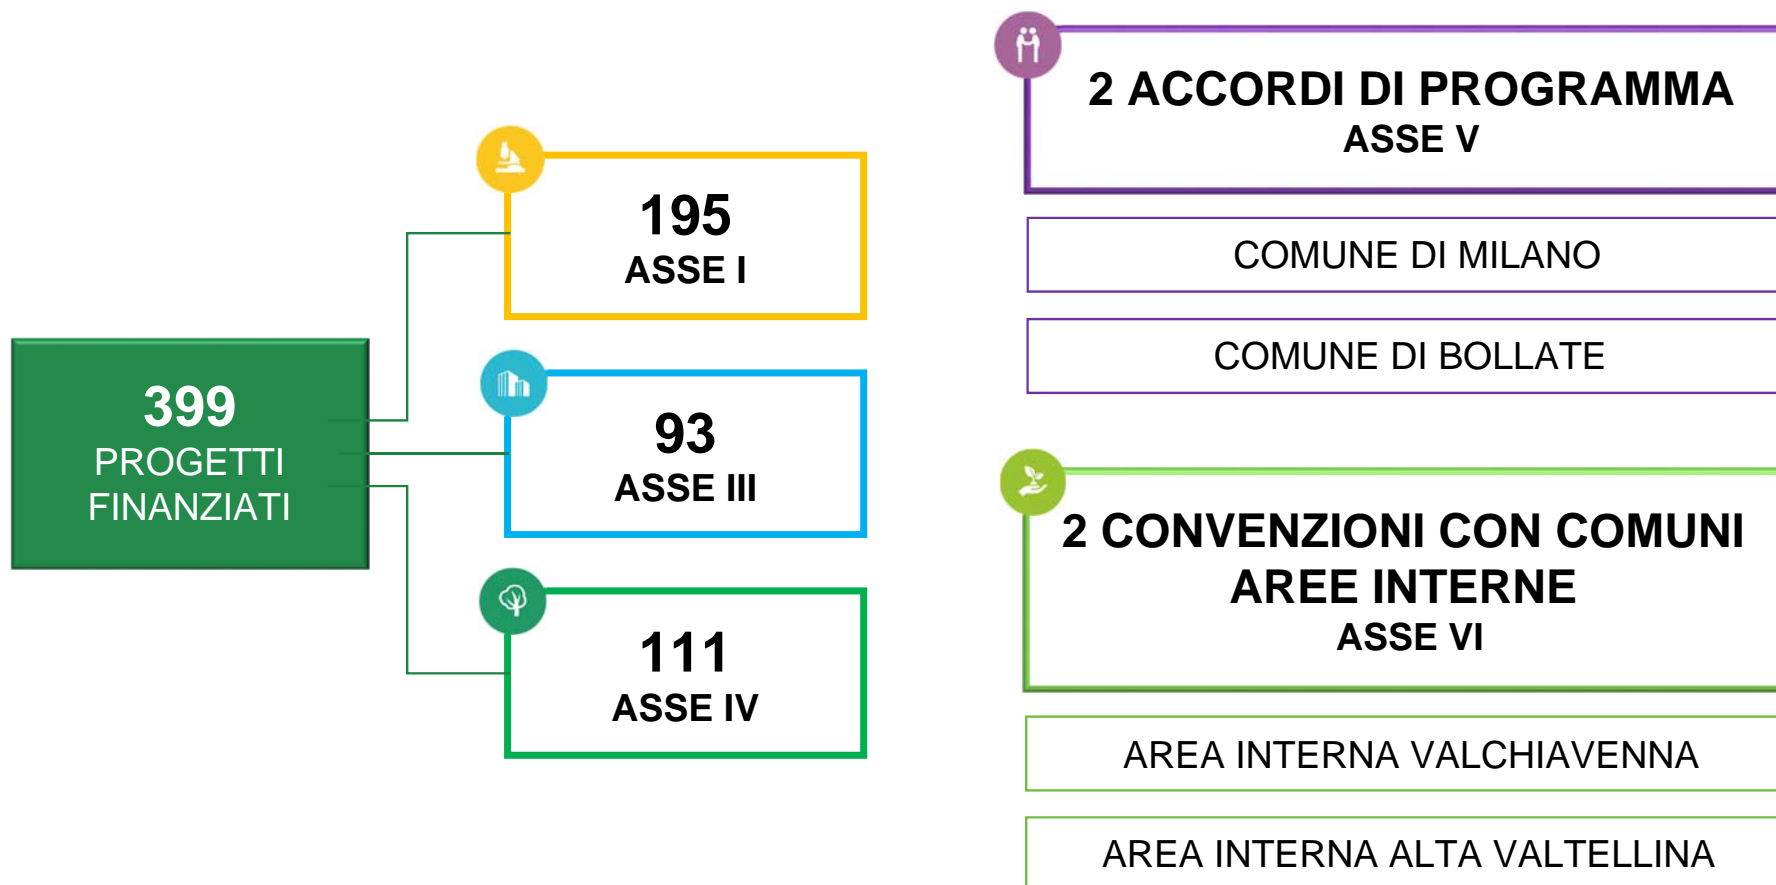 399
PROGETTI
FINANZIATI
195
ASSE I
93
ASSE III
111
ASSE IV
2 ACCORDI DI PROGRAMMA
ASSE V
COMUNE DI MILANO
COMUNE DI BOLLATE
2 CONVENZIONI CON COMUNI
AREE INTERNE
ASSE VI
AREA INTERNA VALCHIAVENNA
AREA INTERNA ALTA VALTELLINA